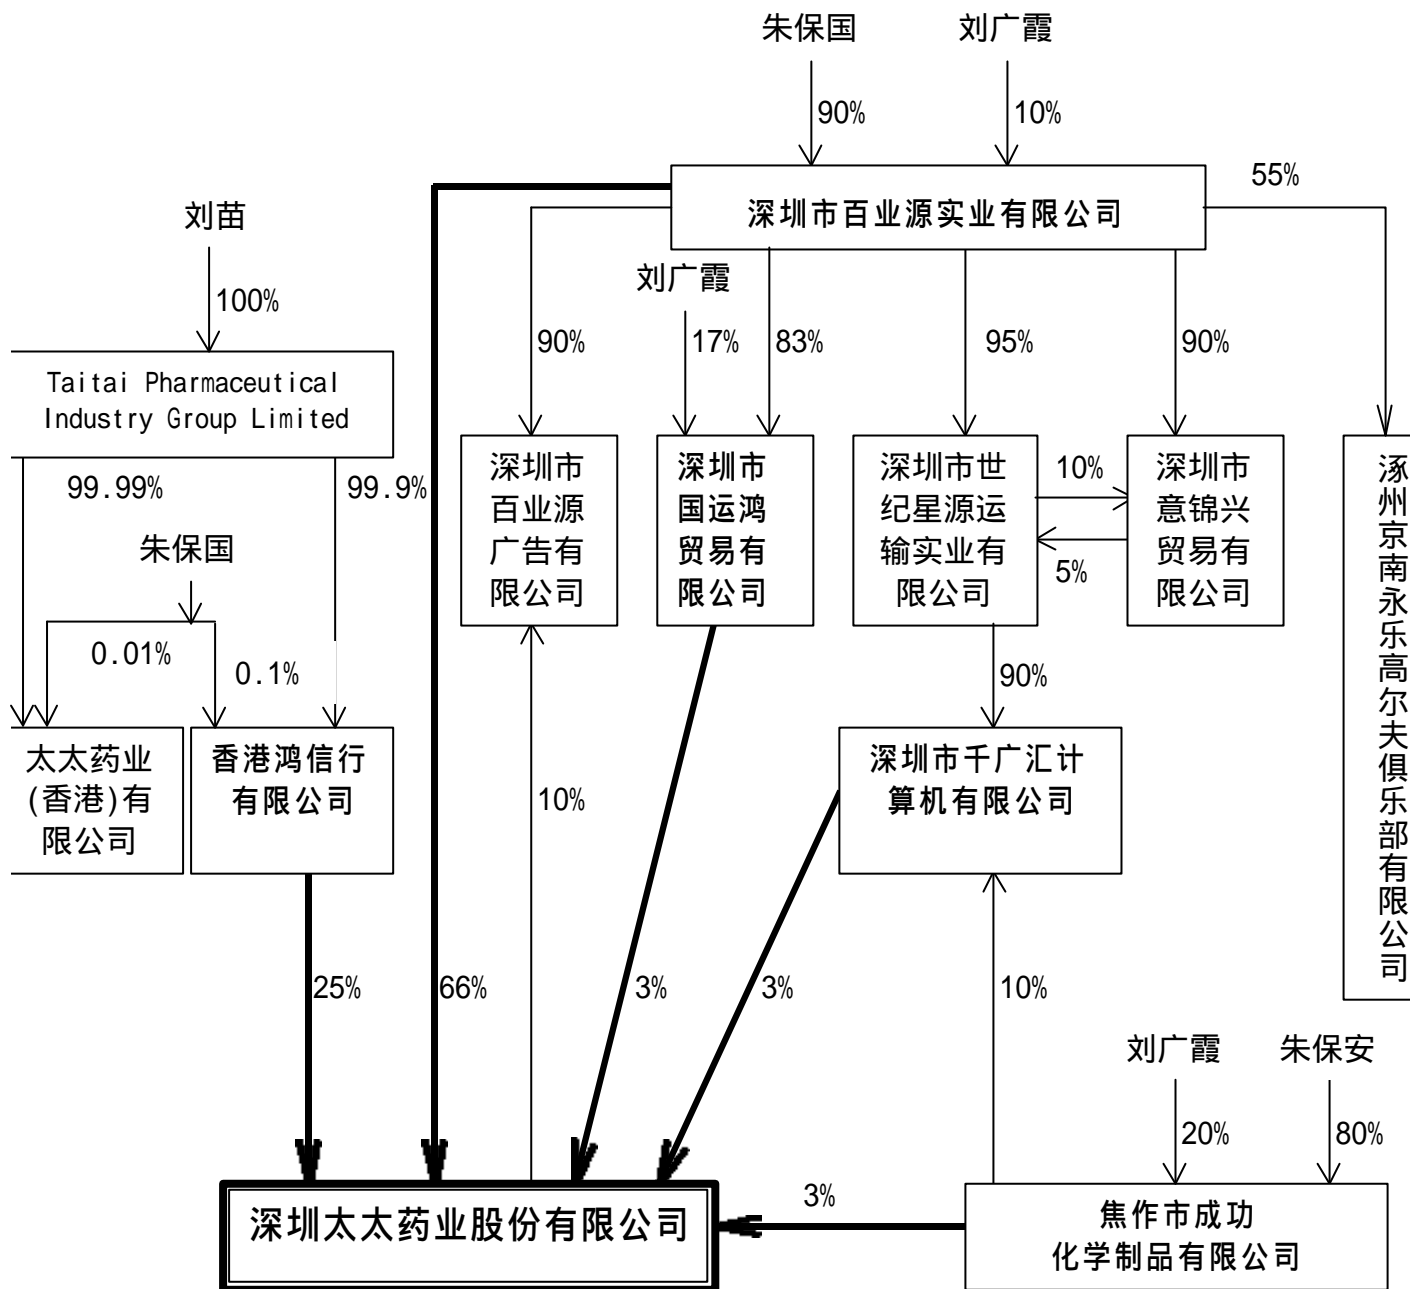 朱保国
刘广霞
90%
10%
55%
深圳市百业源实业有限公司
刘苗
刘广霞
100%
90%
17%
83%
95%
90%
Taitai Pharmaceutical
Industry Group Limited
99.99%
99.9%
朱保国
0.01%
0.1%
深圳市
百业源
广告有
限公司
深圳市
国运鸿
贸易有
限公司
深圳市世
纪星源运
输实业有
限公司
10%
5%
深圳市
意锦兴
贸易有
限公司
涿州京南永乐高尔夫俱乐部有限公司
90%
太太药业
(香港)有
限公司
香港鸿信行
有限公司
10%
深圳市千广汇计
算机有限公司
25%
66%
3%
3%
10%
刘广霞
朱保安
20%
80%
3%
深圳太太药业股份有限公司
焦作市成功
化学制品有限公司